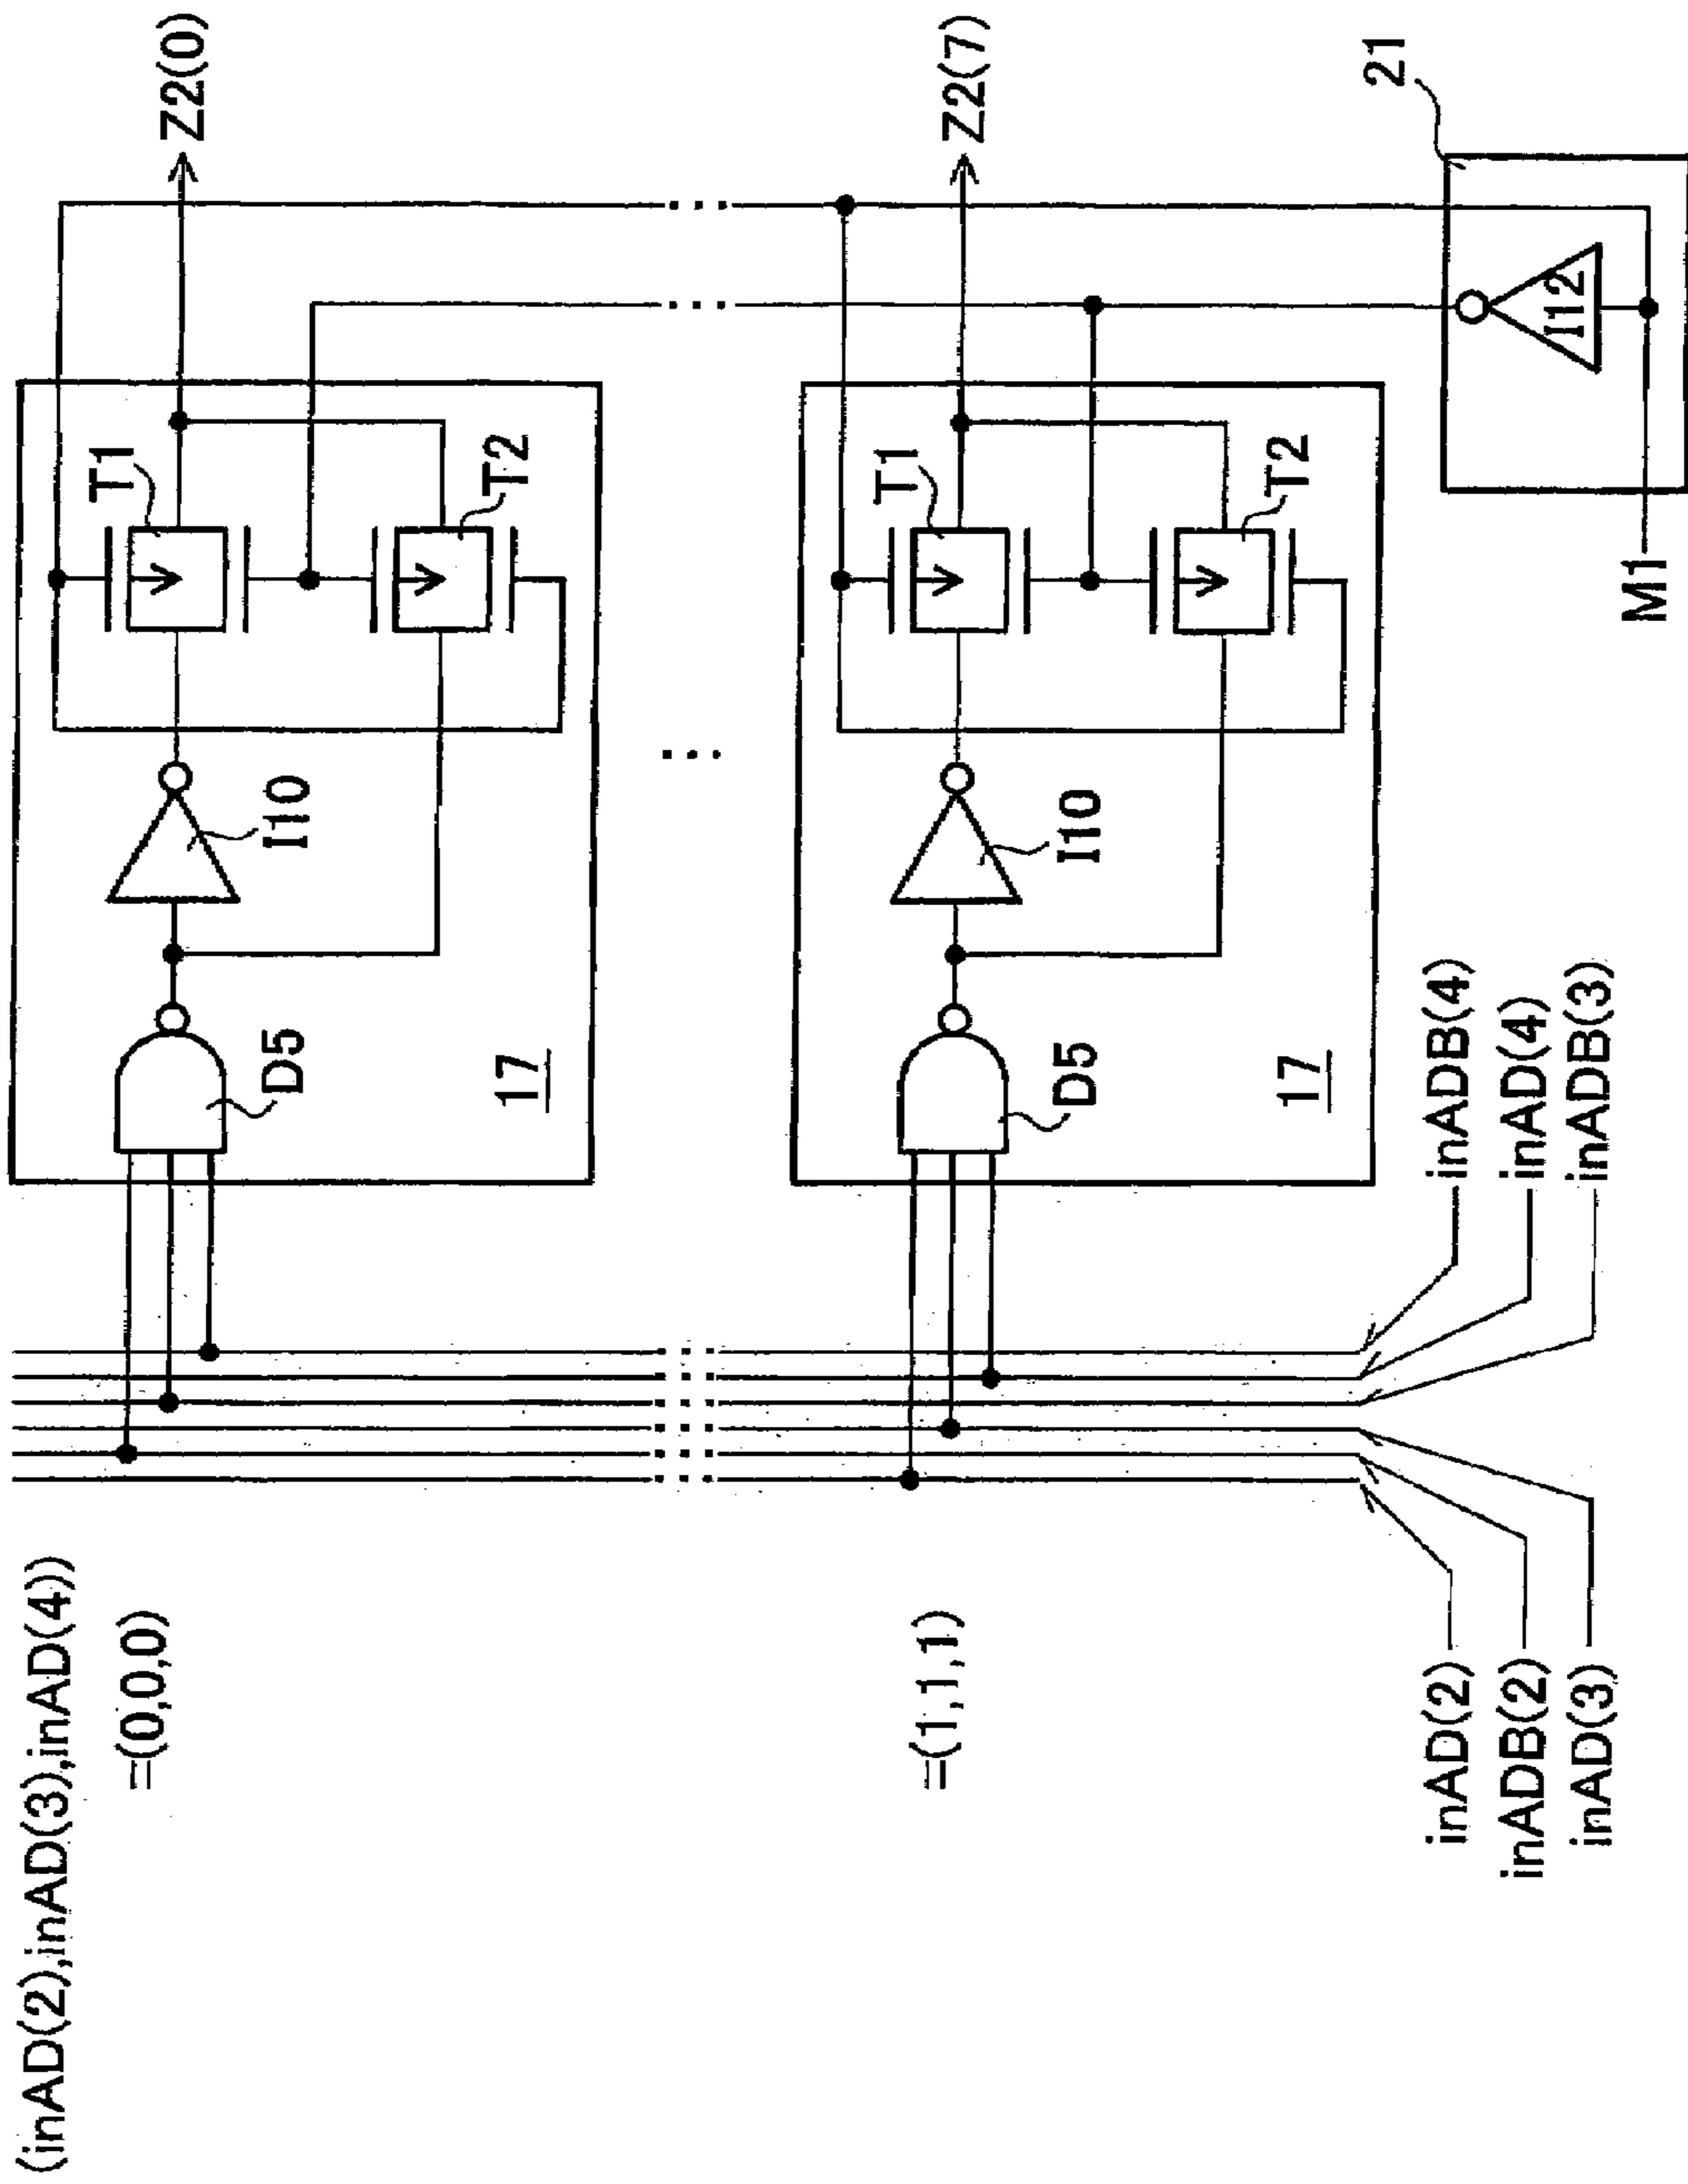 (inAD(2),inAD(3),inAD(4))
=(0,0,0)
D5
I10
T1
T2
17
Z2(0)
...
...
...
...
=(1,1,1)
D5
I10
T1
T2
17
Z2(7)
...
...
inAD(2)
inADB(2)
inAD(3)
inADB(4)
inAD(4)
inADB(3)
M1
I12
21